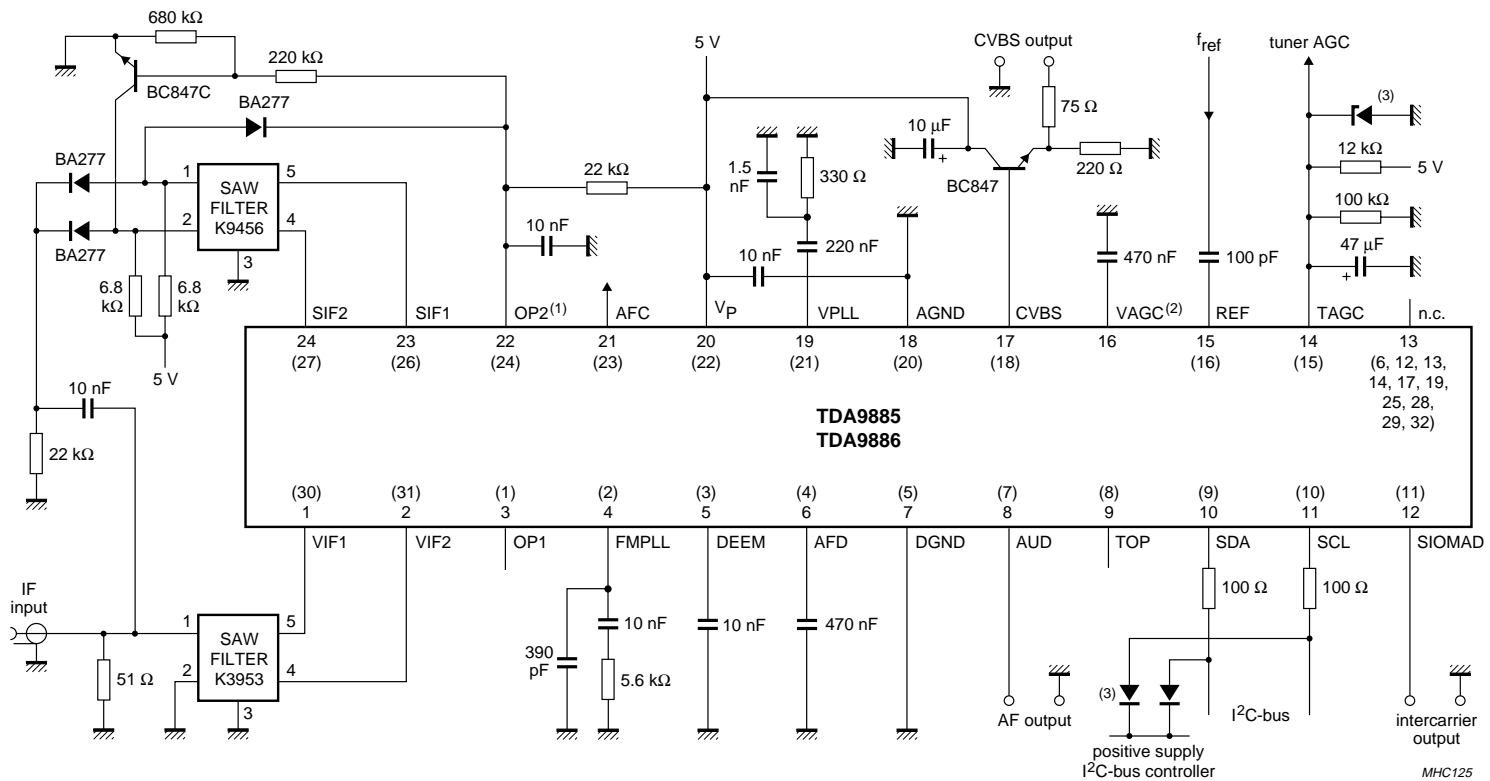 680 kΩ
220 kΩ
BC847C
BA277
BA277
BA277
1
2
5
4
3
SAW
FILTER
K9456
6.8
kΩ
6.8
kΩ
5 V
10 nF
22 kΩ
22 kΩ
10 nF
5 V
1.5
nF
330 Ω
220 nF
10 nF
10 µF
+
BC847
CVBS output
75 Ω
220 Ω
470 nF
f_ref
100 pF
tuner AGC
(3)
12 kΩ
5 V
100 kΩ
47 µF
+
SIF2
SIF1
OP2(1)
AFC
VP
VPLL
AGND
CVBS
VAGC(2)
REF
TAGC
n.c.
24
23
22
21
20
19
18
17
16
15
14
13
(27)
(26)
(24)
(23)
(22)
(21)
(20)
(18)
(16)
(15)
(6, 12, 13,
14, 17, 19,
25, 28,
29, 32)
TDA9885
TDA9886
(30)
(31)
(1)
(2)
(3)
(4)
(5)
(7)
(8)
(9)
(10)
(11)
1
2
3
4
5
6
7
8
9
10
11
12
VIF1
VIF2
OP1
FMPLL
DEEM
AFD
DGND
AUD
TOP
SDA
SCL
SIOMAD
IF
input
51 Ω
1
2
5
4
3
SAW
FILTER
K3953
390
pF
10 nF
5.6 kΩ
10 nF
470 nF
AF output
100 Ω
100 Ω
(3)
I2C-bus
positive supply
I2C-bus controller
intercarrier
output
MHC125